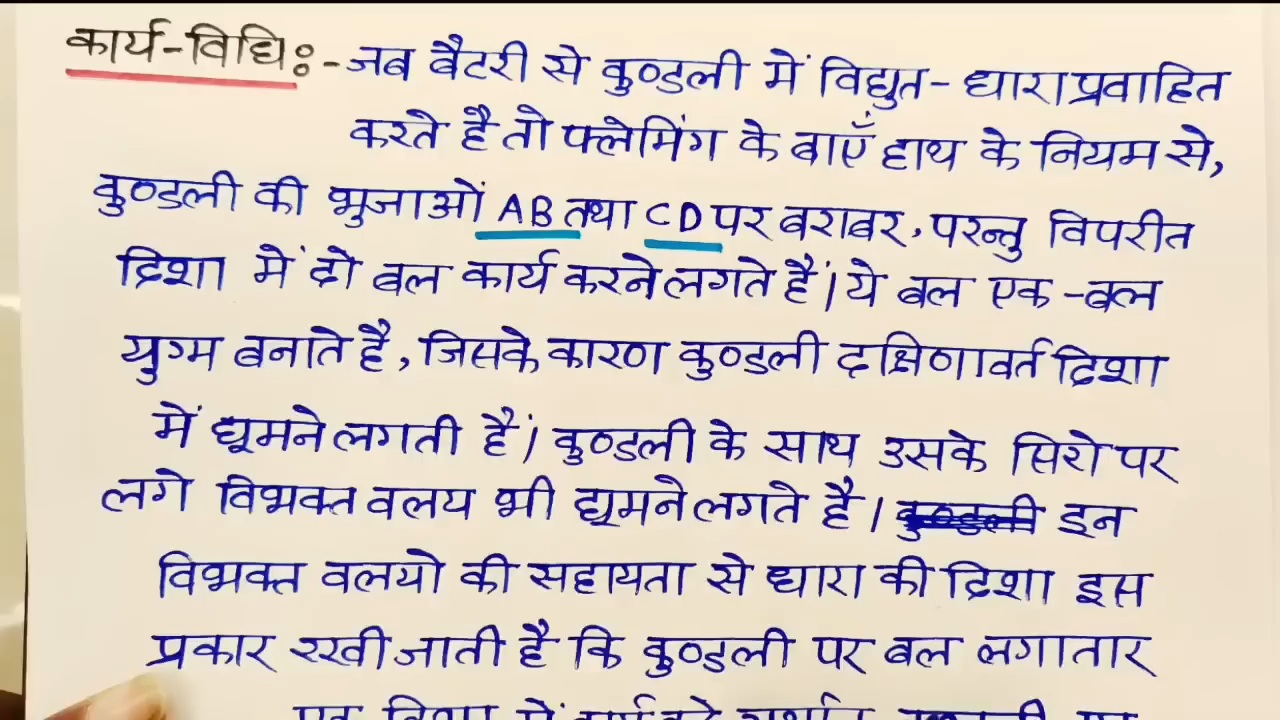 कार्य-विधि:- जब बैटरी से कुण्डली में विद्युत-धारा प्रवाहित
करते है तो फ्लेमिंग के बाएँ हाथ के नियम से,
कुण्डली की भुजाओं AB तथा CD पर बराबर, परन्तु विपरीत
दिशा में दो बल कार्य करने लगते हैं। ये बल एक-बल
युग्म बनाते है, जिसके कारण कुण्डली दक्षिणावर्त दिशा
में घूमने लगती हैं। कुण्डली के साथ उसके सिरो पर
लगे विभक्त वलय भी घूमने लगते है। इन
विभक्त वलयो की सहायता से धारा की दिशा इस
प्रकार रखी जाती है कि कुण्डली पर बल लगातार